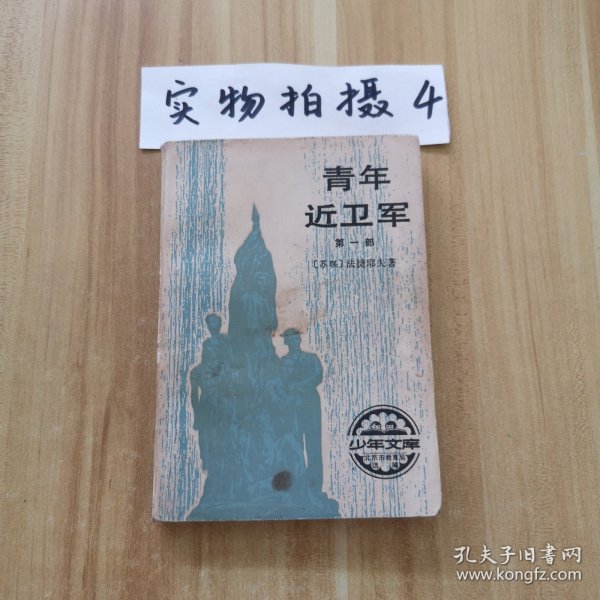 实物拍摄4
青年
近卫军
第一部
〔苏联〕法捷耶夫著
少年文库
北京市教育局
选编
孔夫子旧书网
www.kongfz.com